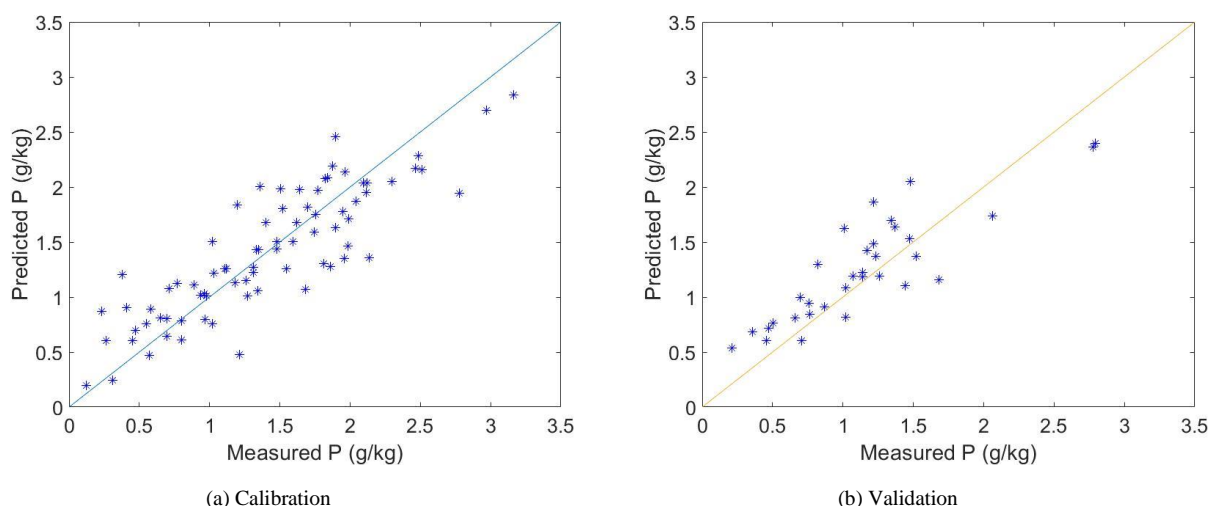 3.5
3
2.5
2
1.5
1
0.5
0
Predicted P (g/kg)
0 0.5 1 1.5 2 2.5 3 3.5
Measured P (g/kg)
(a) Calibration
3.5
3
2.5
2
1.5
1
0.5
0
Predicted P (g/kg)
0 0.5 1 1.5 2 2.5 3 3.5
Measured P (g/kg)
(b) Validation